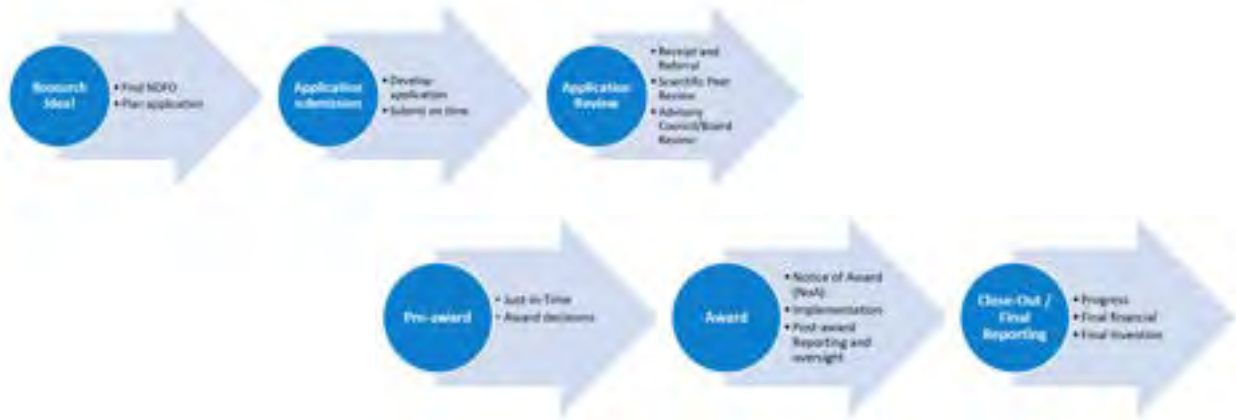 Research
Idea!
• Find NOFO
• Plan application
Application
submission
• Develop
application
• Submit on time
Application
Review
• Receipt and
Referral
• Scientific Peer
Review
• Advisory
Council/Board
Review
Pre-award
• Just-in-Time
• Award decisions
Award
• Notice of Award
(NoA)
• Implementation
• Post-award
Reporting and
oversight
Close-Out /
Final
Reporting
• Progress
• Final financial
• Final Invention